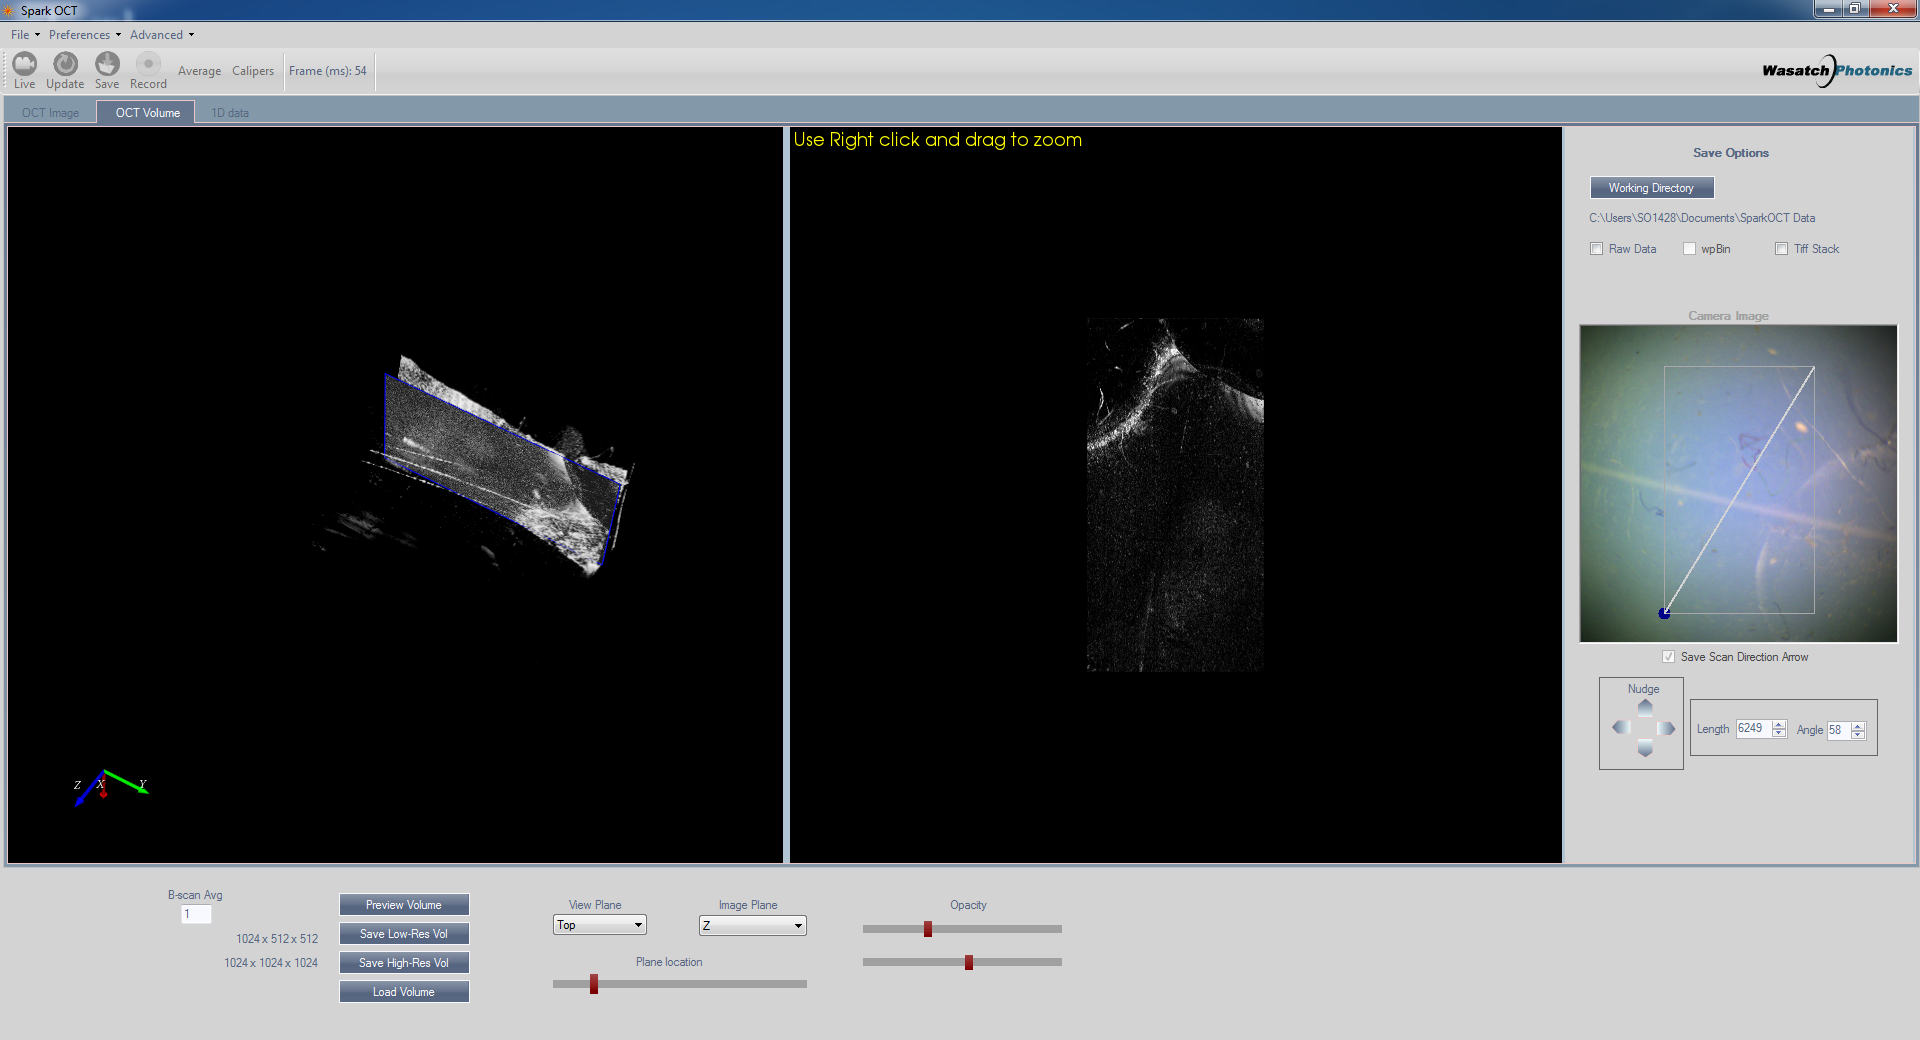 Spark OCT
File Preferences Advanced
Live Update Save Record Average Calipers Frame (ms): 54
WasatchPhotonics
OCT Image OCT Volume 1D data
Use Right click and drag to zoom
Z X Y
Save Options
Working Directory
C:\Users\SO1428\Documents\SparkOCT Data
Raw Data wpBin Tiff Stack
Camera Image
Save Scan Direction Arrow
Nudge
Length 6249 Angle 58
B-scan Avg
1
1024 x 512 x 512
1024 x 1024 x 1024
Preview Volume
Save Low-Res Vol
Save High-Res Vol
Load Volume
View Plane
Top
Image Plane
Z
Plane location
Opacity